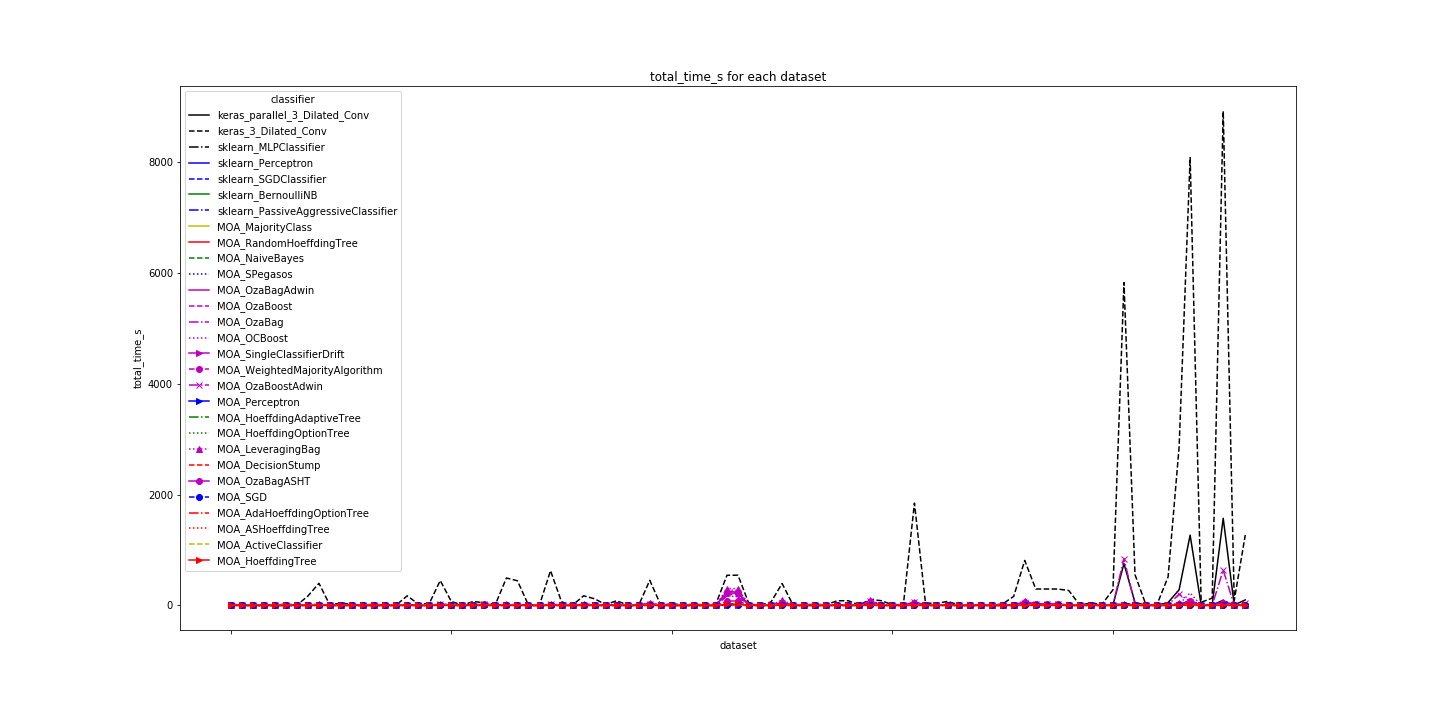 total_time_s for each dataset
classifier
keras_parallel_3_Dilated_Conv
keras_3_Dilated_Conv
sklearn_MLPClassifier
sklearn_Perceptron
sklearn_SGDClassifier
sklearn_BernoulliNB
sklearn_PassiveAggressiveClassifier
MOA_MajorityClass
MOA_RandomHoeffdingTree
MOA_NaiveBayes
MOA_SPegasos
MOA_OzaBagAdwin
MOA_OzaBoost
MOA_OzaBag
MOA_OCBoost
MOA_SingleClassifierDrift
MOA_WeightedMajorityAlgorithm
MOA_OzaBoostAdwin
MOA_Perceptron
MOA_HoeffdingAdaptiveTree
MOA_HoeffdingOptionTree
MOA_LeveragingBag
MOA_DecisionStump
MOA_OzaBagASHT
MOA_SGD
MOA_AdaHoeffdingOptionTree
MOA_ASHoeffdingTree
MOA_ActiveClassifier
MOA_HoeffdingTree
total_time_s
8000
6000
4000
2000
0
dataset